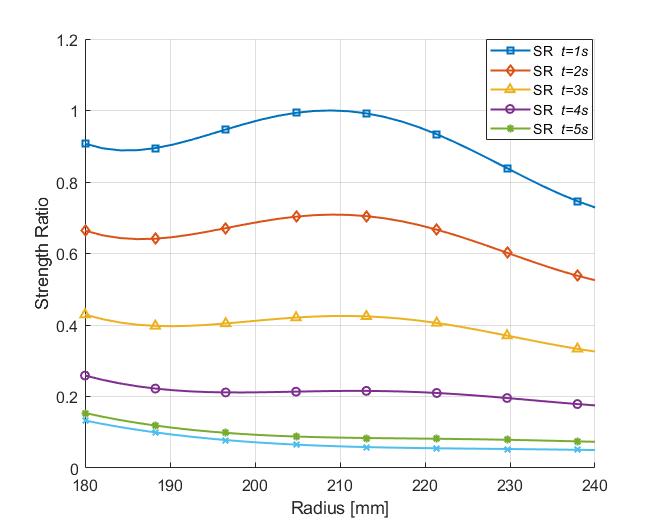 1.2
1
0.8
0.6
0.4
0.2
0
Strength Ratio
SR t=1s
SR t=2s
SR t=3s
SR t=4s
SR t=5s
180 190 200 210 220 230 240
Radius [mm]